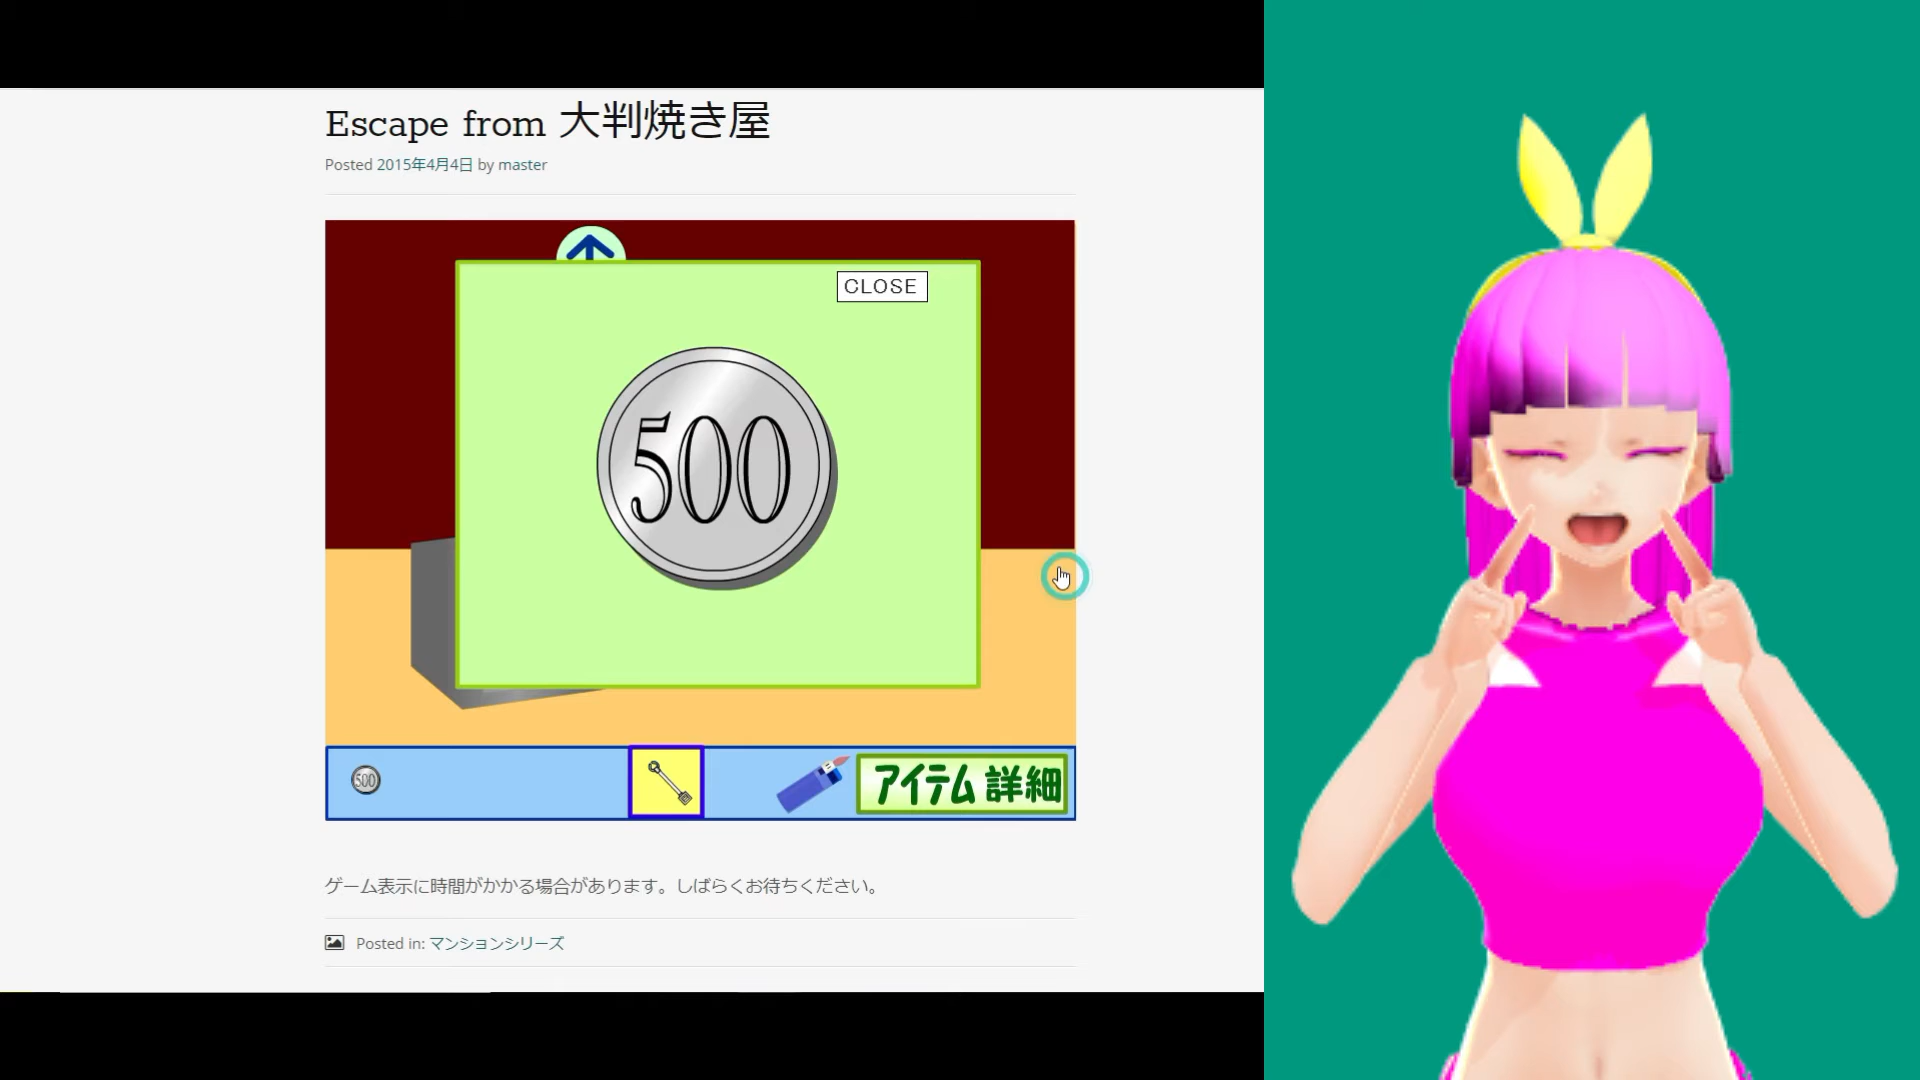 Escape from 大判焼き屋
Posted 2015年4月4日 by master
CLOSE
500
500
アイテム詳細
ゲーム表示に時間がかかる場合があります。しばらくお待ちください。
Posted in: マンションシリーズ